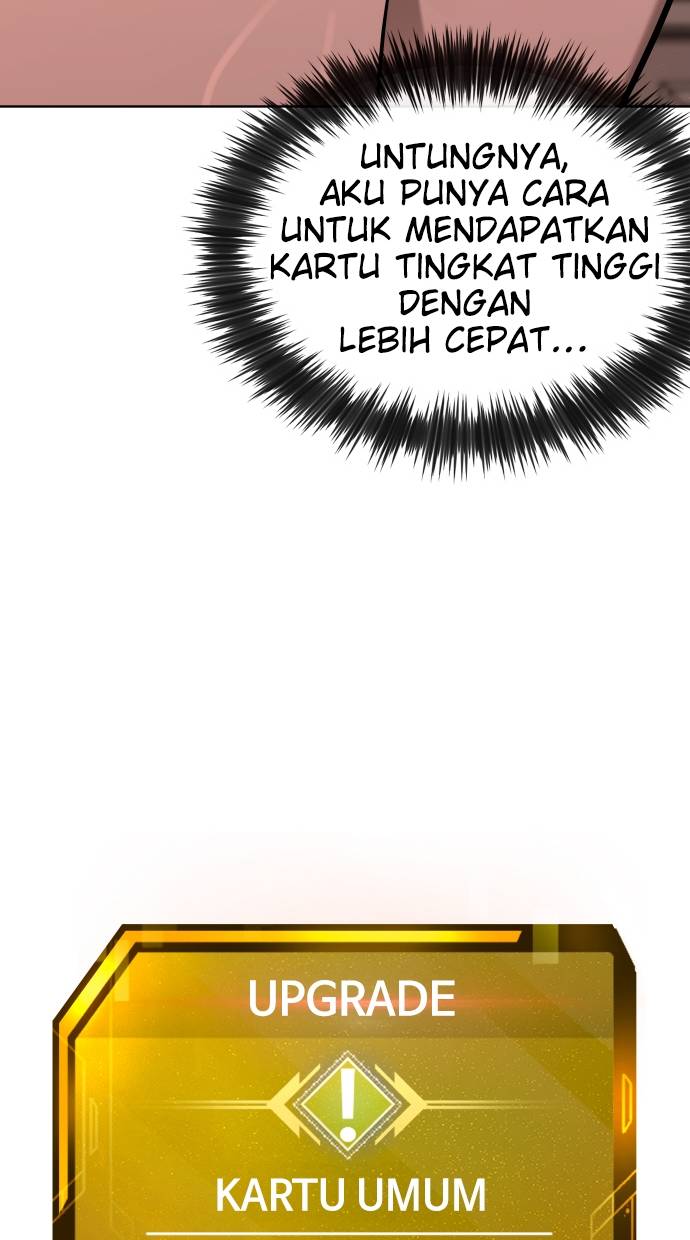 UNTUNGNYA,
AKU PUNYA CARA
UNTUK MENDAPATKAN
KARTU TINGKAT TINGGI
DENGAN
LEBIH CEPAT...
UPGRADE
!
KARTU UMUM